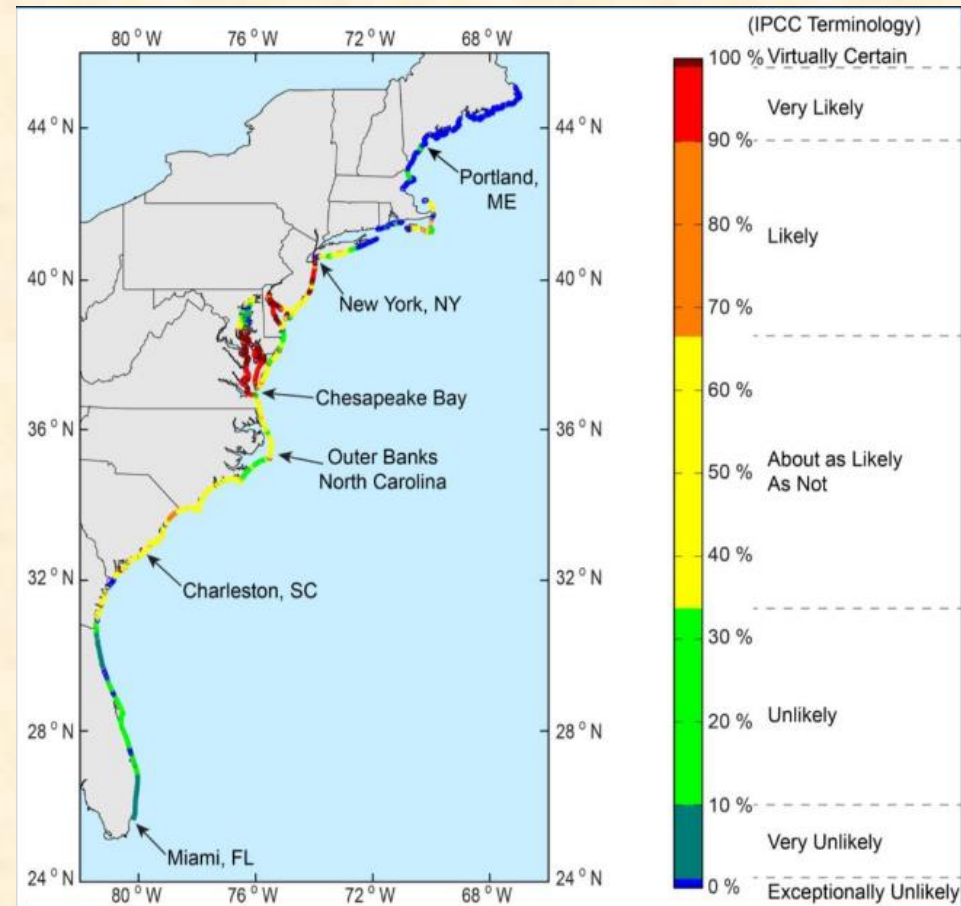 (IPCC Terminology)
80 ° W 76 ° W 72 ° W 68 ° W
100 % Virtually Certain
Very Likely
44 ° N 44 ° N
90 %
Portland,
ME
80 % Likely
40 ° N 40 ° N
New York, NY
70 %
Chesapeake Bay
60 %
36 ° N 36 ° N
Outer Banks
North Carolina
50 % About as Likely
As Not
40 %
32 ° N 32 ° N
Charleston, SC
30 %
28 ° N 28 ° N
20 % Unlikely
10 %
Very Unlikely
Miami, FL
24 ° N 24 ° N
0 % Exceptionally Unlikely
80 ° W 76 ° W 72 ° W 68 ° W